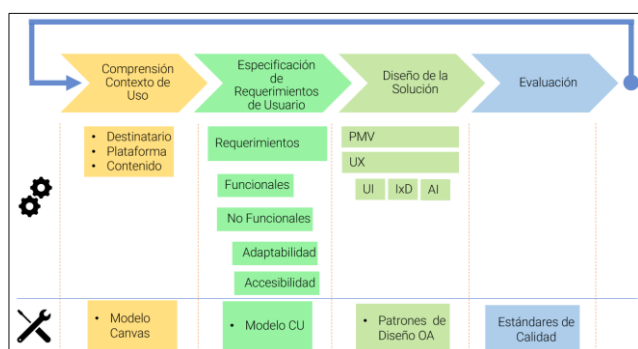 Comprensión
Contexto de
Uso
Especificación
de
Requerimientos
de Usuario
Diseño de la
Solución
Evaluación
• Destinatario
• Plataforma
• Contenido
Requerimientos
Funcionales
No Funcionales
Adaptabilidad
Accesibilidad
PMV
UX
UI IxD AI
• Modelo
Canvas
• Modelo CU
• Patrones de
Diseño OA
Estándares de
Calidad